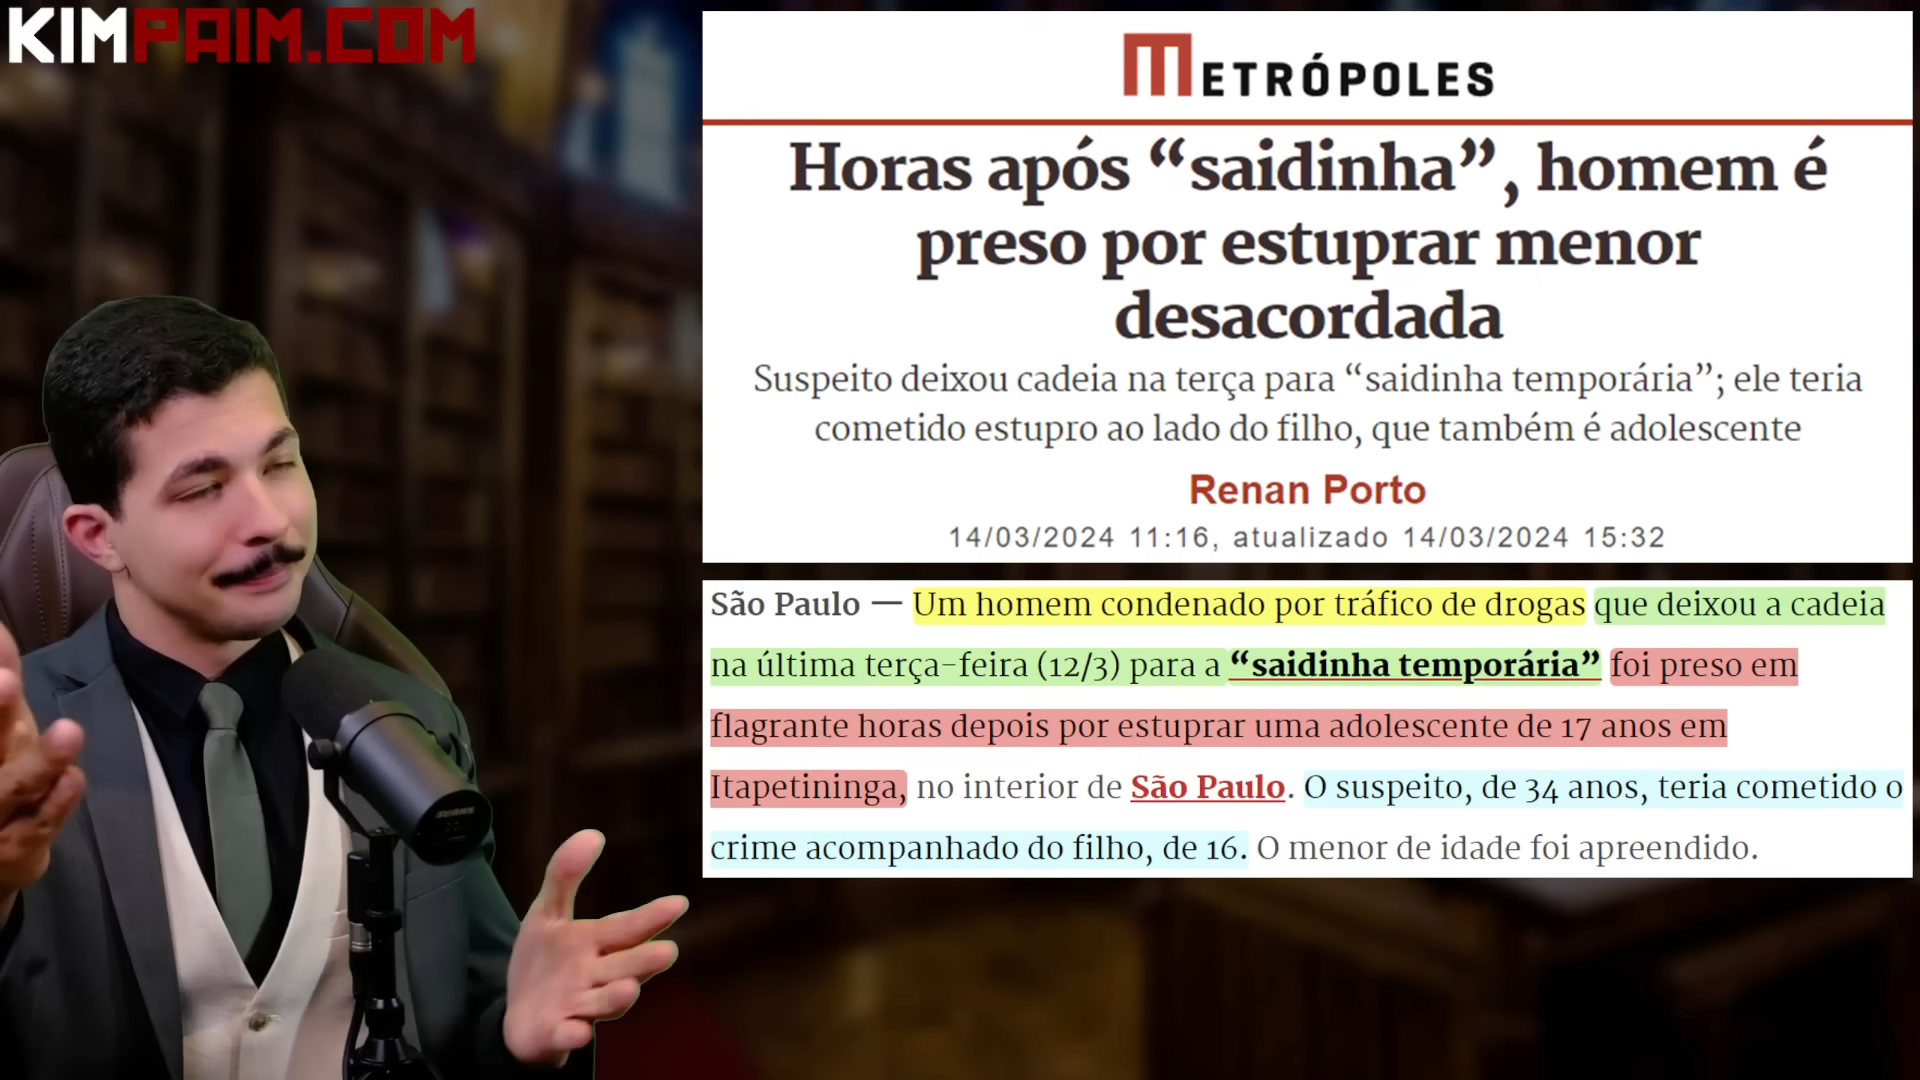 KIMPAIM.COM
METRÓPOLES
Horas após “saidinha”, homem é
preso por estuprar menor
desacordada
Suspeito deixou cadeia na terça para “saidinha temporária”; ele teria
cometido estupro ao lado do filho, que também é adolescente
Renan Porto
14/03/2024 11:16, atualizado 14/03/2024 15:32
São Paulo — Um homem condenado por tráfico de drogas que deixou a cadeia
na última terça-feira (12/3) para a “saidinha temporária” foi preso em
flagrante horas depois por estuprar uma adolescente de 17 anos em
Itapetininga, no interior de São Paulo. O suspeito, de 34 anos, teria cometido o
crime acompanhado do filho, de 16. O menor de idade foi apreendido.